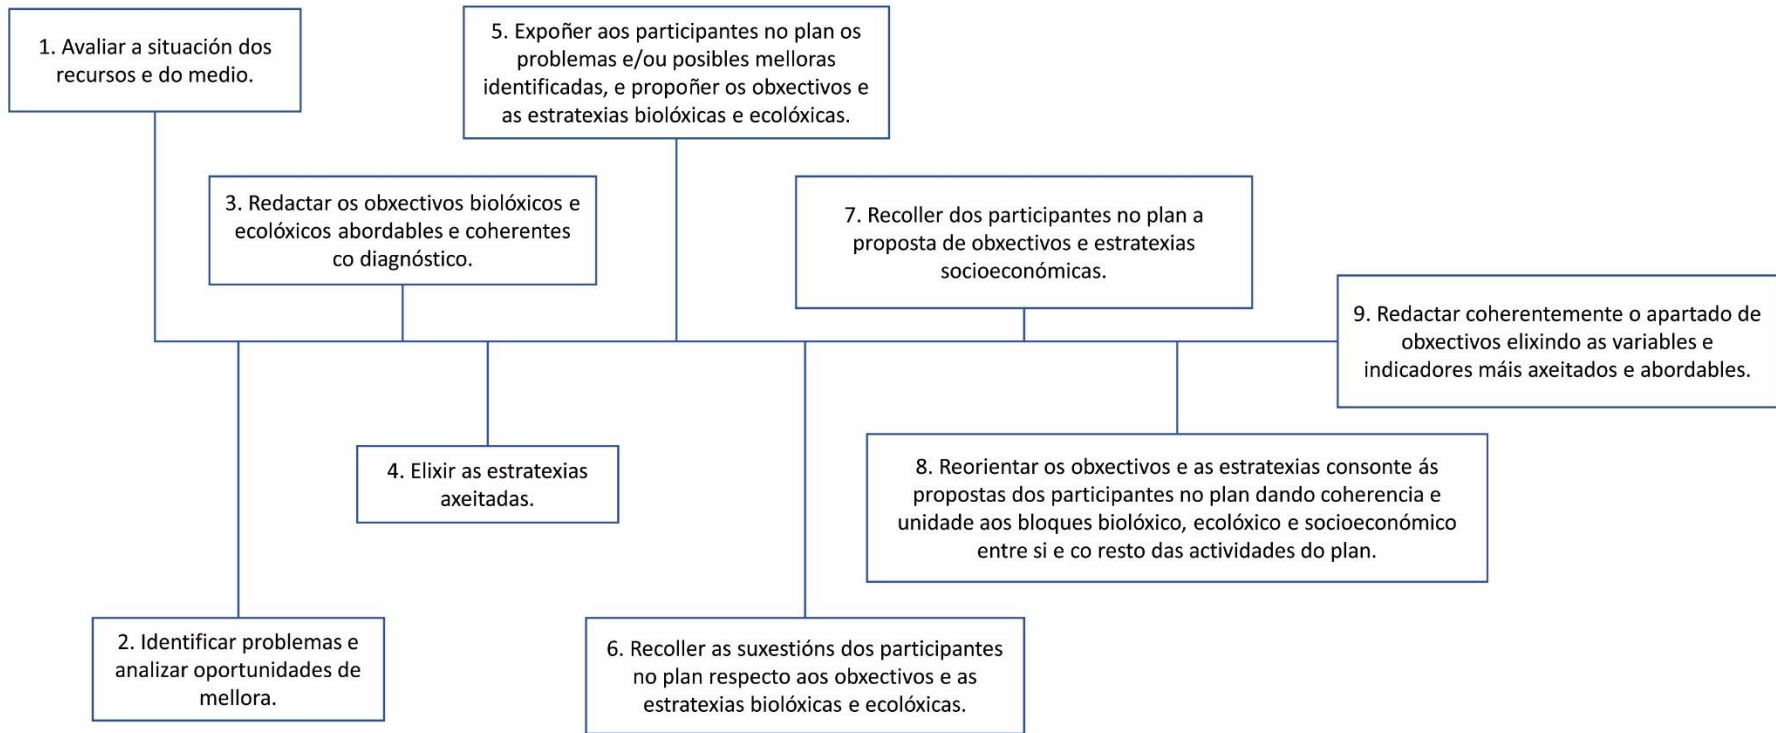 1. Avaliar a situación dos
recursos e do medio.
2. Identificar problemas e
analizar oportunidades de
mellora.
3. Redactar os obxectivos biolóxicos e
ecolóxicos abordables e coherentes
co diagnóstico.
4. Elixir as estratexias
axeitadas.
5. Expoñer aos participantes no plan os
problemas e/ou posibles melloras
identificadas, e propoñer os obxectivos e
as estratexias biolóxicas e ecolóxicas.
6. Recoller as suxestións dos participantes
no plan respecto aos obxectivos e as
estratexias biolóxicas e ecolóxicas.
7. Recoller dos participantes no plan a
proposta de obxectivos e estratexias
socioeconómicas.
8. Reorientar os obxectivos e as estratexias consonte ás
propostas dos participantes no plan dando coherencia e
unidade aos bloques biolóxico, ecolóxico e socioeconómico
entre si e co resto das actividades do plan.
9. Redactar coherentemente o apartado de
obxectivos elixindo as variables e
indicadores máis axeitados e abordables.